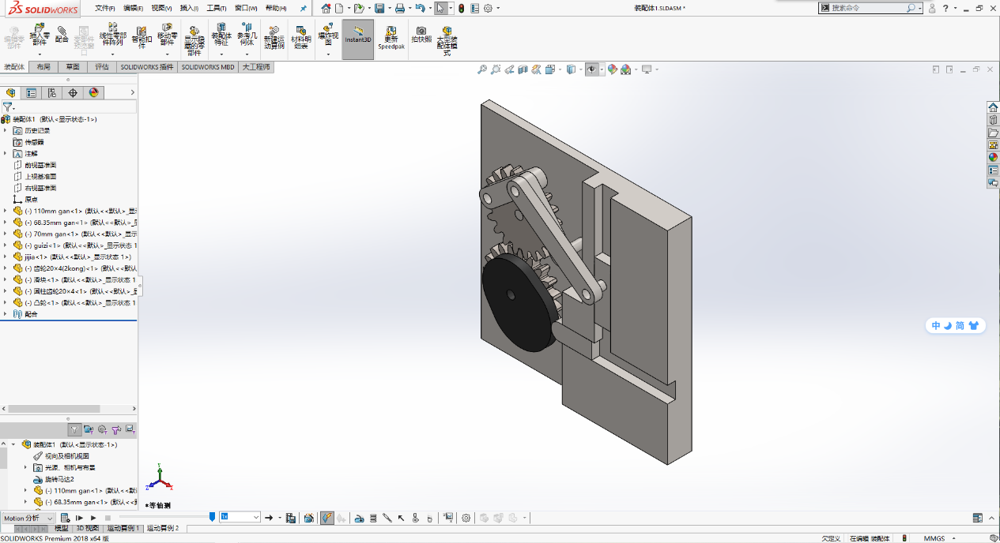 SOLIDWORKS 文件(F) 编辑(E) 视图(V) 插入(I) 工具(T) 窗口(W) 帮助(H) 装配体1.SLDASM * 搜索命令
编辑零部件 插入零部件 配合 零部件预览窗口 线性零部件阵列 智能扣件 移动零部件 显示隐藏的零部件 装配体特征 参考几何体 新建运动算例 材料明细表 爆炸视图 Instant3D 更新Speedpak 拍快照 大型装配体模式
装配体 布局 草图 评估 SOLIDWORKS 插件 SOLIDWORKS MBD 大工程师
装配体1 (默认<显示状态-1>)
历史记录
传感器
注解
前视基准面
上视基准面
右视基准面
原点
(-) 110mm gan<1> (默认<<默认>_显
(-) 68.35mm gan<1> (默认<<默认>_
(-) 70mm gan<1> (默认<<默认>_显示
(-) guizi<1> (默认<<默认>_显示状态 1
jijia<1> (默认<<默认>_显示状态 1>)
(-) 齿轮20×4(2kong)<1> (默认<<默认
(-) 滑块<1> (默认<<默认>_显示状态 1
(-) 圆柱齿轮20×4<1> (默认<<默认>_显
(-) 凸轮<1> (默认<<默认>_显示状态 1
配合
中 简
装配体1 (默认<显示状态-1>)
视向及相机视图
光源、相机与布景
旋转马达2
(-) 110mm gan<1> (默认<<默认
(-) 68.35mm gan<1> (默认<<
Y
Z X
*等轴测
Motion 分析 1x
模型 3D 视图 运动算例 1 运动算例 2
SOLIDWORKS Premium 2018 x64 版 欠定义 在编辑 装配体 MMGS